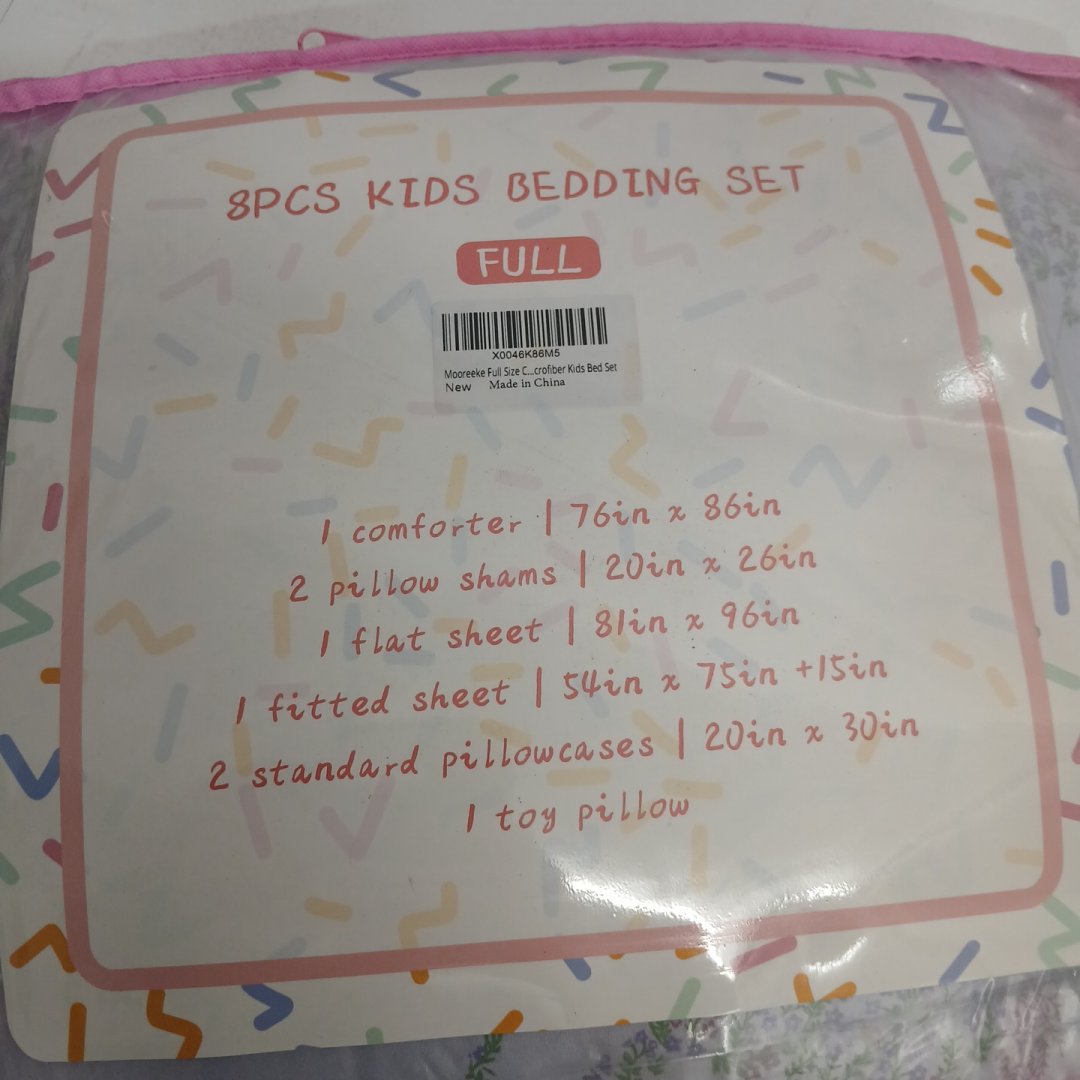 8PCS KIDS BEDDING SET
FULL
X0046K86M5
Mooreeke Full Size C...crofiber Kids Bed Set
New Made in China
1 comforter | 76in x 86in
2 pillow shams | 20in x 26in
1 flat sheet | 81in x 96in
1 fitted sheet | 54in x 75in +15in
2 standard pillowcases | 20in x 30in
1 toy pillow